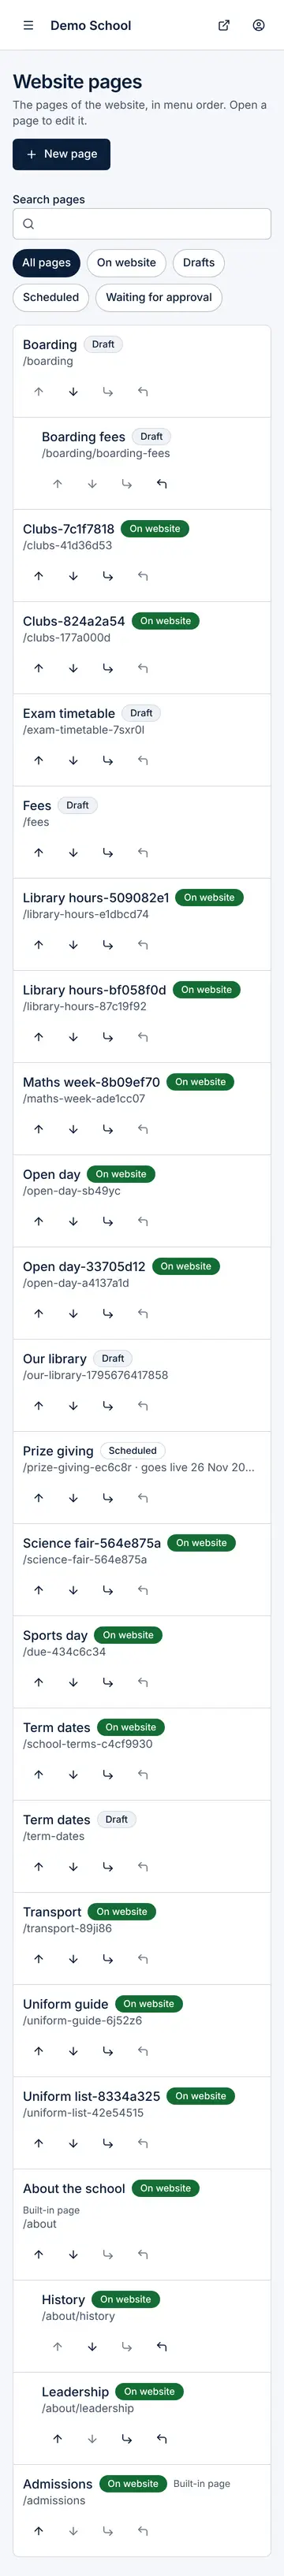 Demo School
Website pages
The pages of the website, in menu order. Open a
page to edit it.
New page
Search pages
All pages On website Drafts
Scheduled Waiting for approval
Boarding Draft
/boarding
Boarding fees Draft
/boarding/boarding-fees
Clubs-7c1f7818 On website
/clubs-41d36d53
Clubs-824a2a54 On website
/clubs-177a000d
Exam timetable Draft
/exam-timetable-7sxr0l
Fees Draft
/fees
Library hours-509082e1 On website
/library-hours-e1dbcd74
Library hours-bf058f0d On website
/library-hours-87c19f92
Maths week-8b09ef70 On website
/maths-week-ade1cc07
Open day On website
/open-day-sb49yc
Open day-33705d12 On website
/open-day-a4137a1d
Our library Draft
/our-library-1795676417858
Prize giving Scheduled
/prize-giving-ec6c8r · goes live 26 Nov 20...
Science fair-564e875a On website
/science-fair-564e875a
Sports day On website
/due-434c6c34
Term dates On website
/school-terms-c4cf9930
Term dates Draft
/term-dates
Transport On website
/transport-89ji86
Uniform guide On website
/uniform-guide-6j52z6
Uniform list-8334a325 On website
/uniform-list-42e54515
About the school On website
Built-in page
/about
History On website
/about/history
Leadership On website
/about/leadership
Admissions On website Built-in page
/admissions